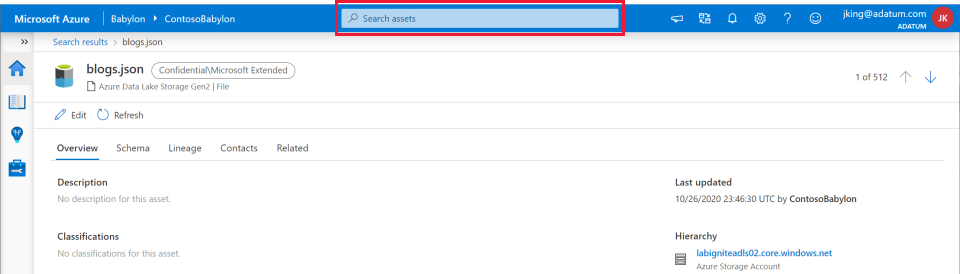 Microsoft Azure Babylon ContosoBabylon Search assets jking@adatum.com
ADATUM JK
Search results > blogs.json
blogs.json Confidential\Microsoft Extended
Azure Data Lake Storage Gen2 | File
1 of 512
Edit Refresh
Overview Schema Lineage Contacts Related
Description
No description for this asset.
Last updated
10/26/2020 23:46:30 UTC by ContosoBabylon
Classifications
No classifications for this asset.
Hierarchy
labigniteadls02.core.windows.net
Azure Storage Account